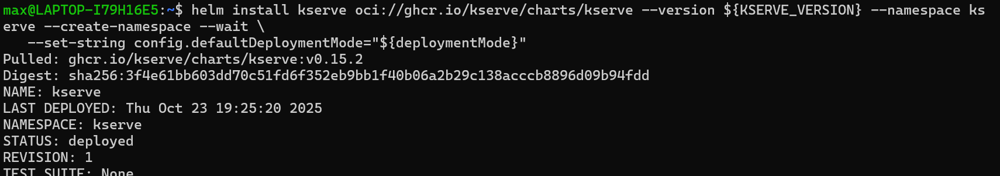 max@LAPTOP-I79H16E5:~$ helm install kserve oci://ghcr.io/kserve/charts/kserve --version ${KSERVE_VERSION} --namespace ks
erve --create-namespace --wait \
   --set-string config.defaultDeploymentMode="${deploymentMode}"
Pulled: ghcr.io/kserve/charts/kserve:v0.15.2
Digest: sha256:3f4e61bb603dd70c51fd6f352eb9bb1f40b06a2b29c138acccb8896d09b94fdd
NAME: kserve
LAST DEPLOYED: Thu Oct 23 19:25:20 2025
NAMESPACE: kserve
STATUS: deployed
REVISION: 1
TEST SUITE: None